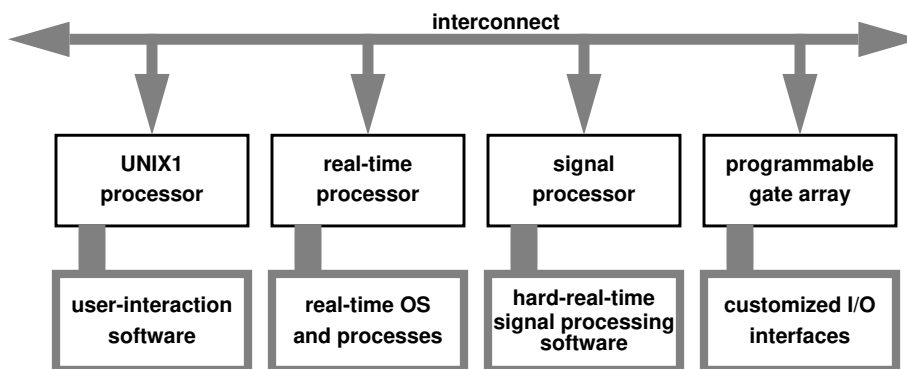 interconnect
UNIX1
processor
real-time
processor
signal
processor
programmable
gate array
user-interaction
software
real-time OS
and processes
hard-real-time
signal processing
software
customized I/O
interfaces